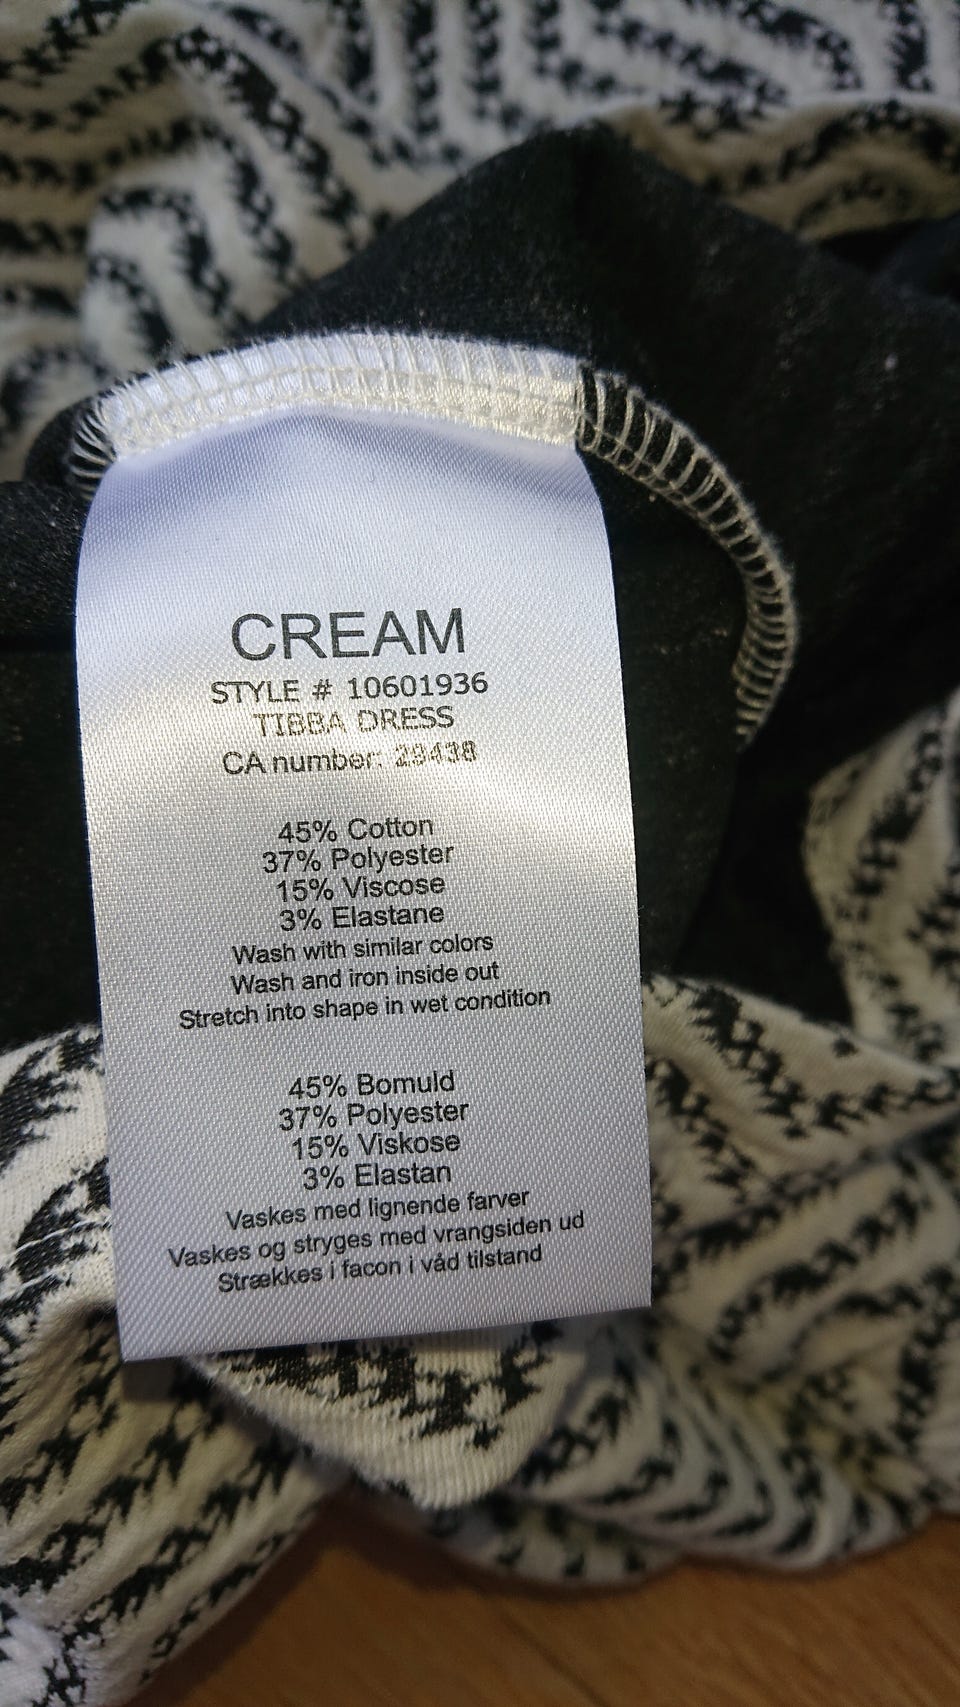 CREAM
STYLE # 10601936
TIBBA DRESS
CA number: 29438
45% Cotton
37% Polyester
15% Viscose
3% Elastane
Wash with similar colors
Wash and iron inside out
Stretch into shape in wet condition
45% Bomuld
37% Polyester
15% Viskose
3% Elastan
Vaskes med lignende farver
Vaskes og stryges med vrangsiden ud
Strækkes i facon i våd tilstand